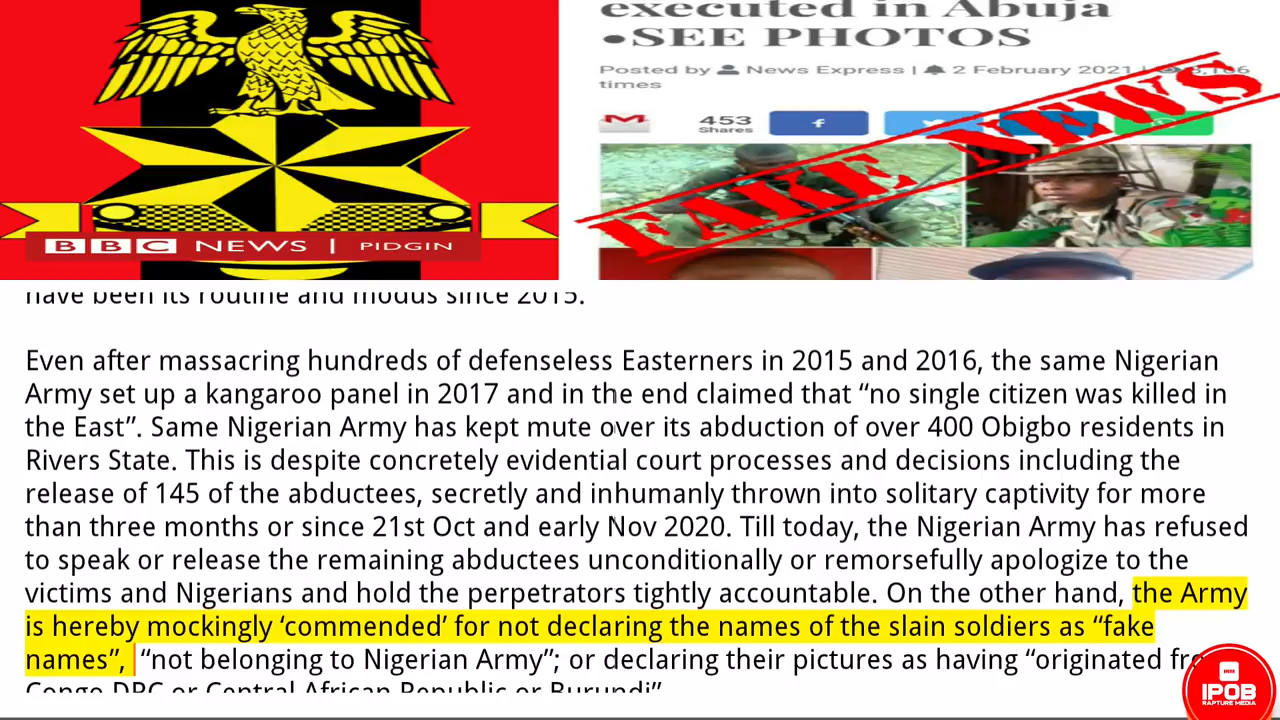 executed in Abuja
•SEE PHOTOS
Posted by News Express | 2 February 2021 |
times
453
Shares
f
FAKE NEWS
BBC NEWS | PIDGIN
have been its routine and modus since 2015.
Even after massacring hundreds of defenseless Easterners in 2015 and 2016, the same Nigerian
Army set up a kangaroo panel in 2017 and in the end claimed that “no single citizen was killed in
the East”. Same Nigerian Army has kept mute over its abduction of over 400 Obigbo residents in
Rivers State. This is despite concretely evidential court processes and decisions including the
release of 145 of the abductees, secretly and inhumanly thrown into solitary captivity for more
than three months or since 21st Oct and early Nov 2020. Till today, the Nigerian Army has refused
to speak or release the remaining abductees unconditionally or remorsefully apologize to the
victims and Nigerians and hold the perpetrators tightly accountable. On the other hand, the Army
is hereby mockingly ‘commended’ for not declaring the names of the slain soldiers as “fake
names”, “not belonging to Nigerian Army”; or declaring their pictures as having “originated
Congo DRC or Central African Republic or Burundi”
IPOB
RAPTURE MEDIA